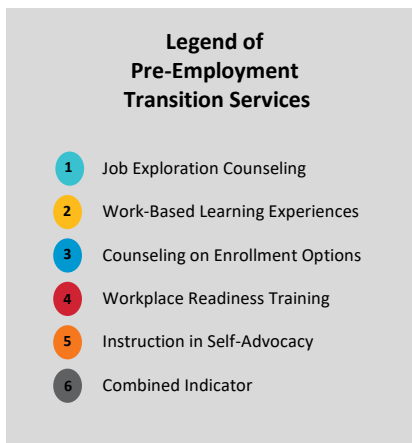 Legend of
Pre-Employment
Transition Services
1 Job Exploration Counseling
2 Work-Based Learning Experiences
3 Counseling on Enrollment Options
4 Workplace Readiness Training
5 Instruction in Self-Advocacy
6 Combined Indicator